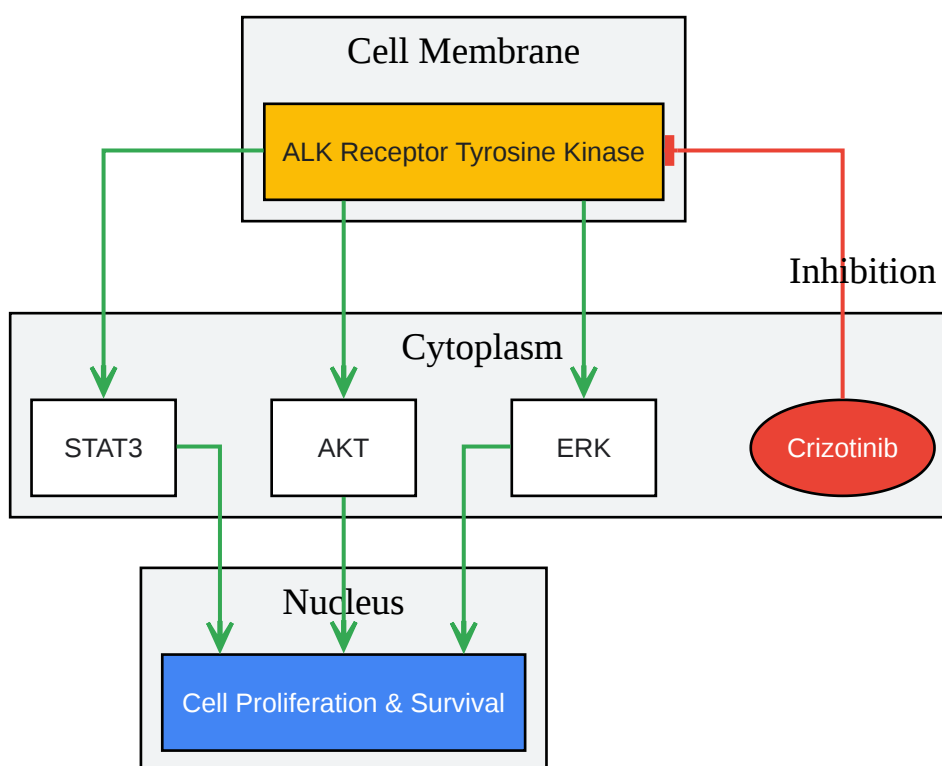 Cell Membrane
ALK Receptor Tyrosine Kinase
Inhibition
Cytoplasm
STAT3
AKT
ERK
Crizotinib
Nucleus
Cell Proliferation & Survival